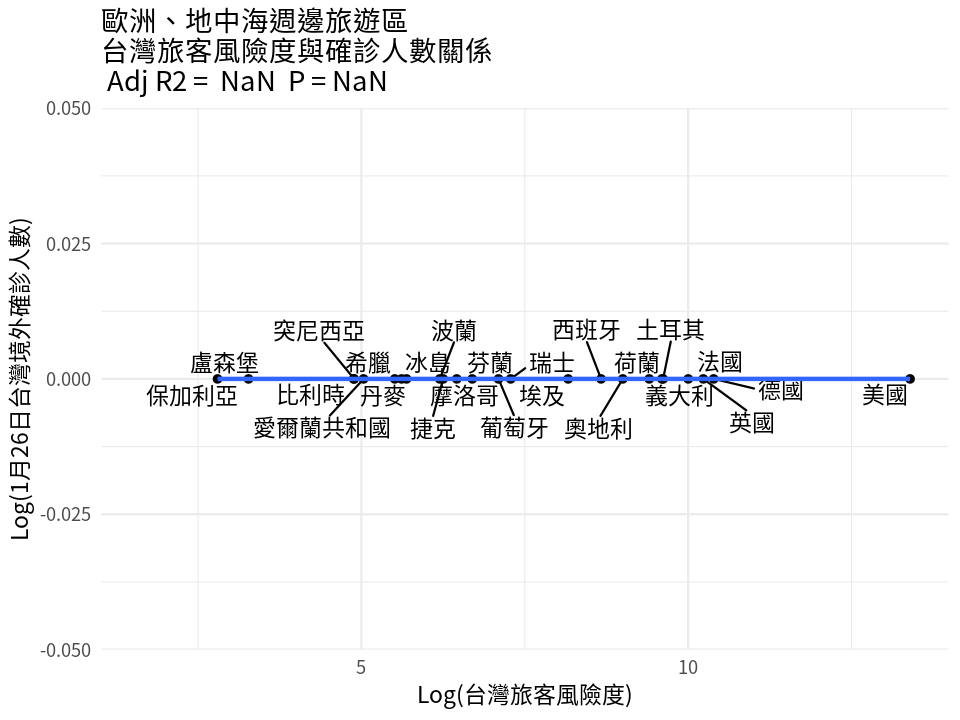 歐洲、地中海週邊旅遊區
台灣旅客風險度與確診人數關係
Adj R2 = NaN P = NaN
0.050
0.025
0.000
-0.025
-0.050
Log(1月26日台灣境外確診人數)
突尼西亞 波蘭 西班牙 土耳其
盧森堡 希臘 冰島 芬蘭 瑞士 荷蘭 法國
保加利亞 比利時 丹麥 摩洛哥 埃及 義大利 德國 美國
愛爾蘭共和國 捷克 葡萄牙 奧地利 英國
5 10
Log(台灣旅客風險度)